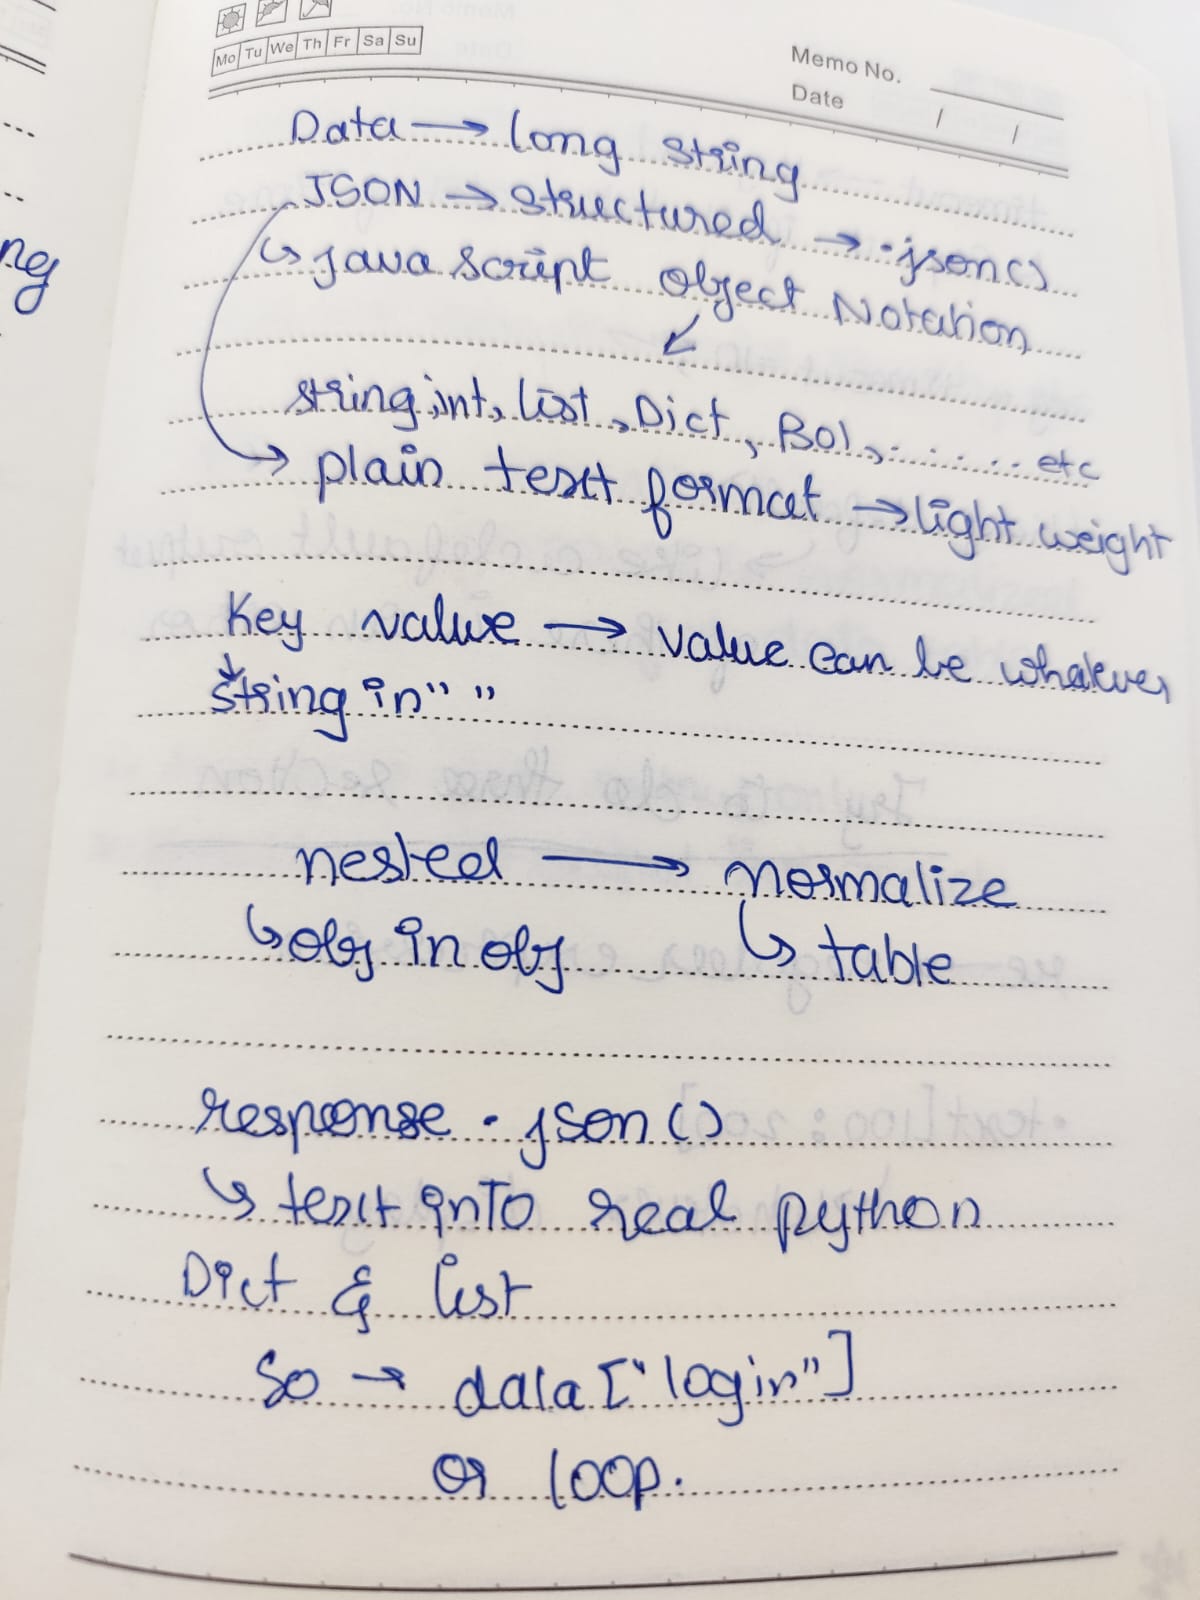 Mo Tu We Th Fr Sa Su
Memo No.
Date / /
ng
Data → long string
JSON → structured → .json()
↳ java script object Notation
string, int, list, Dict, Bol, ....... etc
→ plain text format → light weight
Key value → value can be whatever
string in " "
nested → normalize
↳ obj in obj ↳ table
response.json()
↳ text into real python
Dict & list
So → data["login"]
or loop.